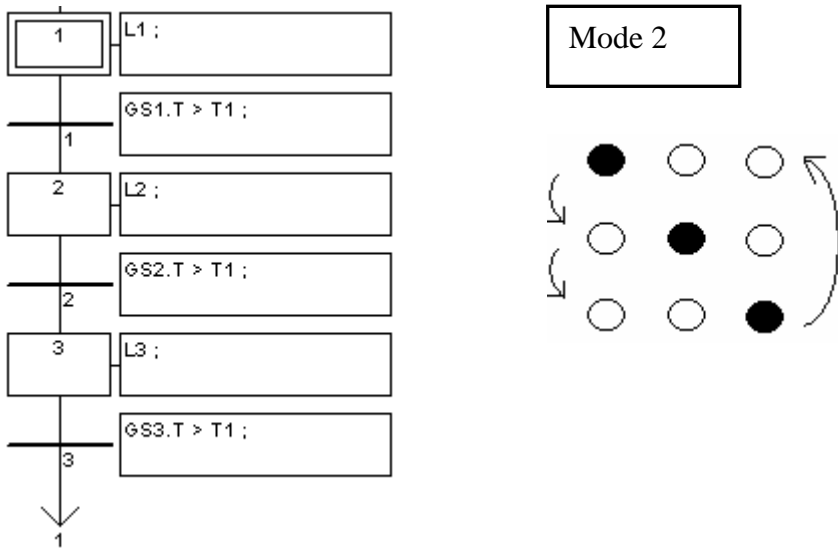 1
L1 ;
GS1.T > T1 ;
1
2
L2 ;
GS2.T > T1 ;
2
3
L3 ;
GS3.T > T1 ;
3
1
Mode 2